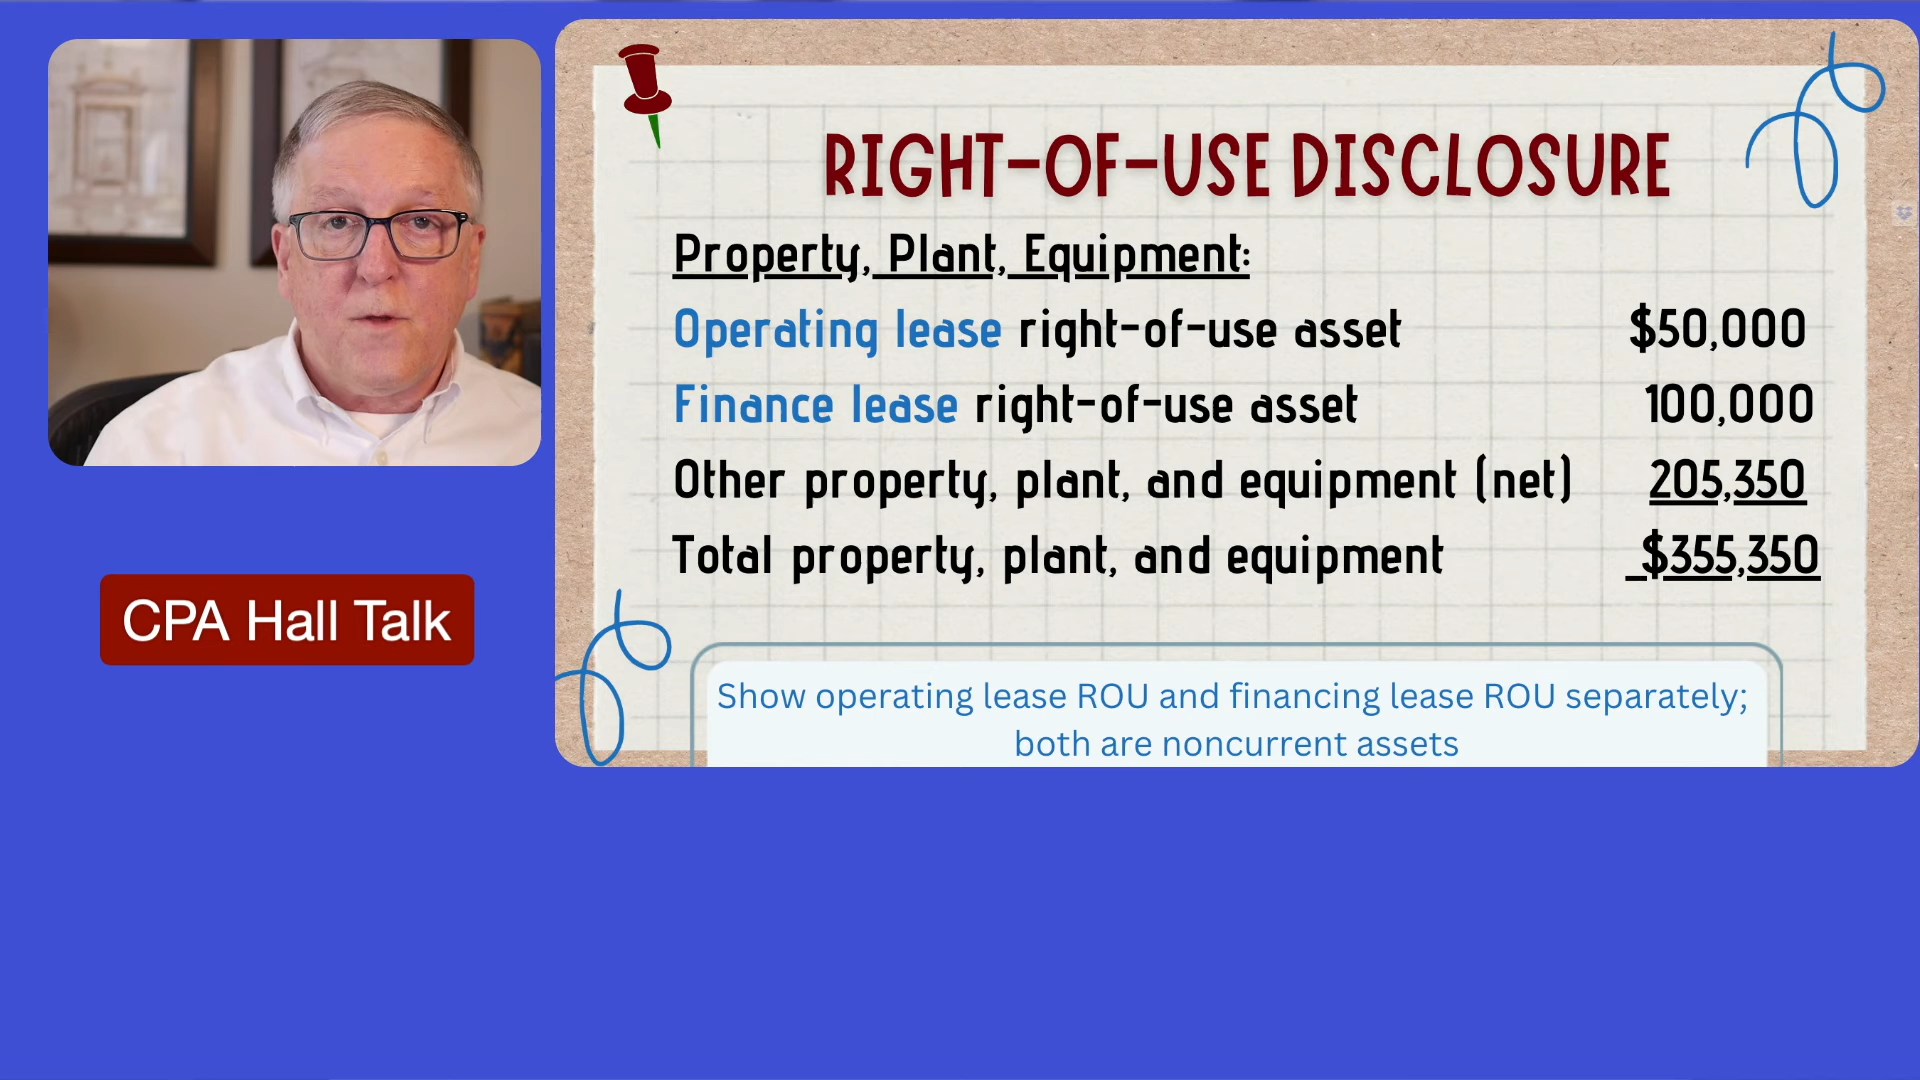 CPA Hall Talk
RIGHT-OF-USE DISCLOSURE
Property, Plant, Equipment:
Operating lease right-of-use asset $50,000
Finance lease right-of-use asset 100,000
Other property, plant, and equipment (net) 205,350
Total property, plant, and equipment $355,350
Show operating lease ROU and financing lease ROU separately;
both are noncurrent assets